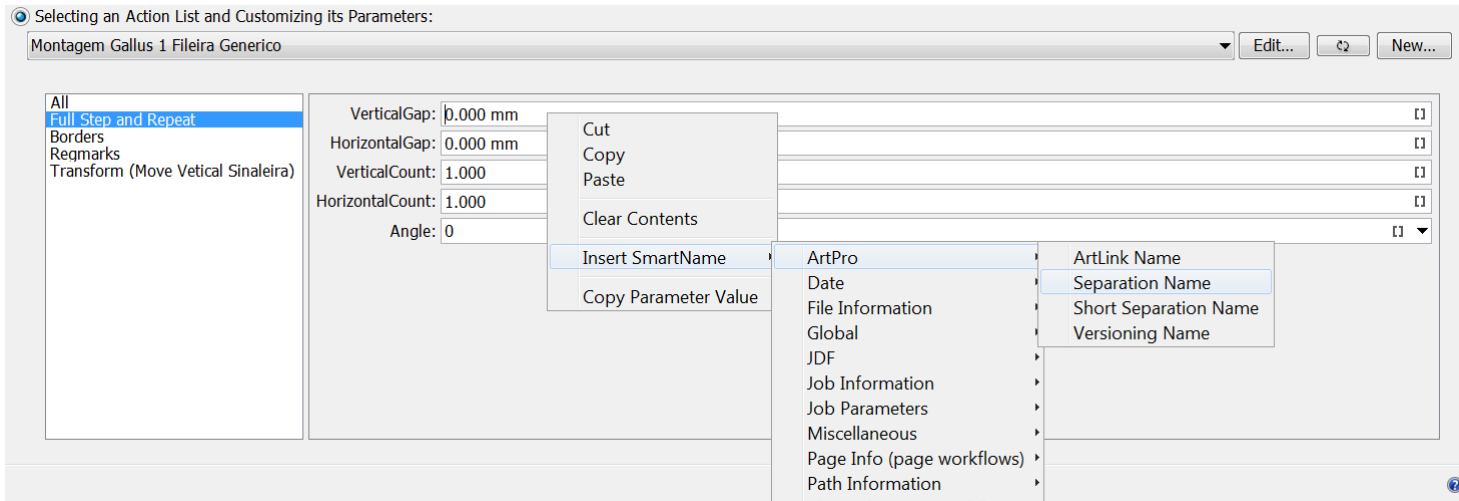 Selecting an Action List and Customizing its Parameters:
Montagem Gallus 1 Fileira Generico
Edit...
New...
All
Full Step and Repeat
Borders
Regmarks
Transform (Move Vetical Sinaleira)
VerticalGap: 0.000 mm []
HorizontalGap: 0.000 mm []
VerticalCount: 1.000 []
HorizontalCount: 1.000 []
Angle: 0 []
Cut
Copy
Paste
Clear Contents
Insert SmartName
Copy Parameter Value
ArtPro
Date
File Information
Global
JDF
Job Information
Job Parameters
Miscellaneous
Page Info (page workflows)
Path Information
ArtLink Name
Separation Name
Short Separation Name
Versioning Name
?